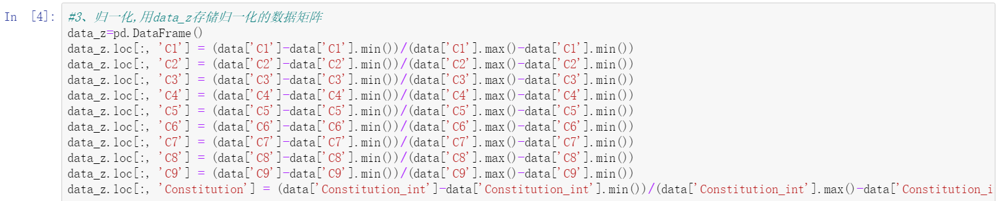 In [4]: #3、归一化,用data_z存储归一化的数据矩阵
data_z=pd.DataFrame()
data_z.loc[:, 'C1'] = (data['C1']-data['C1'].min())/(data['C1'].max()-data['C1'].min())
data_z.loc[:, 'C2'] = (data['C2']-data['C2'].min())/(data['C2'].max()-data['C2'].min())
data_z.loc[:, 'C3'] = (data['C3']-data['C3'].min())/(data['C3'].max()-data['C3'].min())
data_z.loc[:, 'C4'] = (data['C4']-data['C4'].min())/(data['C4'].max()-data['C4'].min())
data_z.loc[:, 'C5'] = (data['C5']-data['C5'].min())/(data['C5'].max()-data['C5'].min())
data_z.loc[:, 'C6'] = (data['C6']-data['C6'].min())/(data['C6'].max()-data['C6'].min())
data_z.loc[:, 'C7'] = (data['C7']-data['C7'].min())/(data['C7'].max()-data['C7'].min())
data_z.loc[:, 'C8'] = (data['C8']-data['C8'].min())/(data['C8'].max()-data['C8'].min())
data_z.loc[:, 'C9'] = (data['C9']-data['C9'].min())/(data['C9'].max()-data['C9'].min())
data_z.loc[:, 'Constitution'] = (data['Constitution_int']-data['Constitution_int'].min())/(data['Constitution_int'].max()-data['Constitution_i